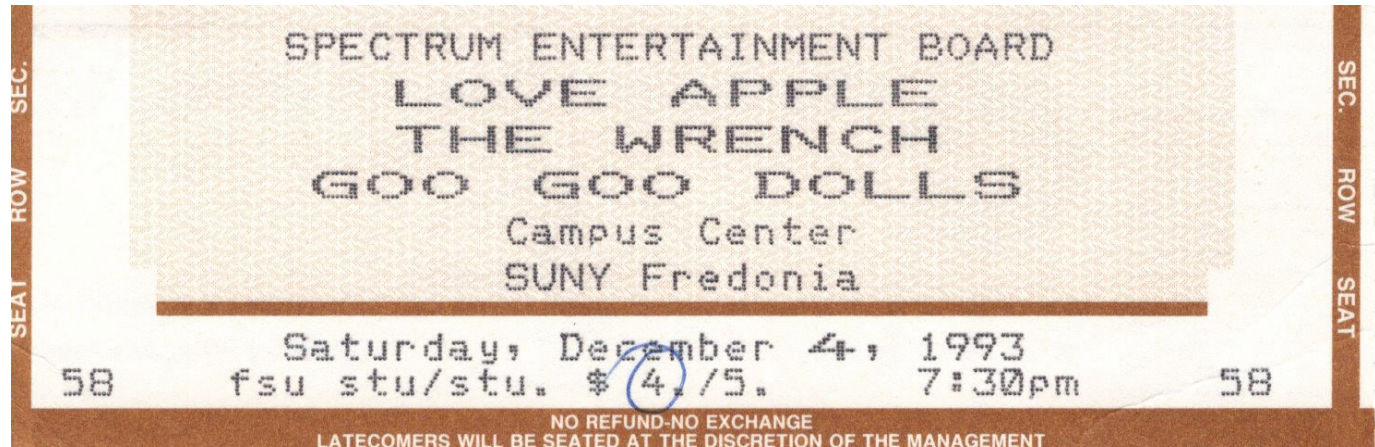 SPECTRUM ENTERTAINMENT BOARD
LOVE APPLE
THE WRENCH
GOO GOO DOLLS
Campus Center
SUNY Fredonia
Saturday, December 4, 1993
58 fsu stu/stu. $ 4./5. 7:30pm 58
NO REFUND-NO EXCHANGE
LATECOMERS WILL BE SEATED AT THE DISCRETION OF THE MANAGEMENT
SEAT ROW SEC.
SEC. ROW SEAT